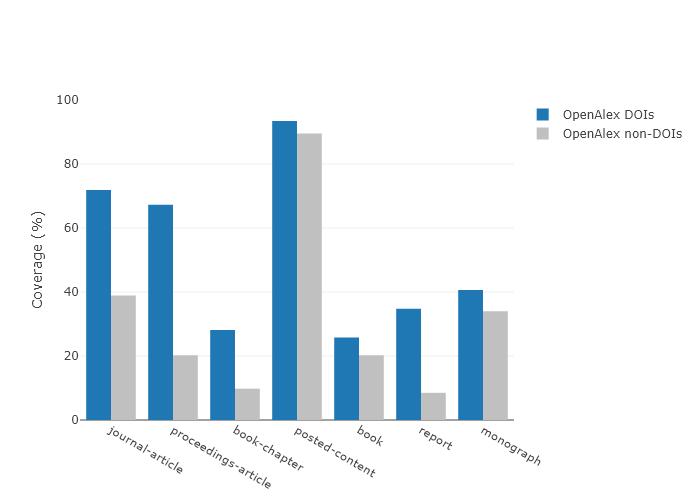 100
80
60
40
20
0
Coverage (%)
journal-article
proceedings-article
book-chapter
posted-content
book
report
monograph
OpenAlex DOIs
OpenAlex non-DOIs